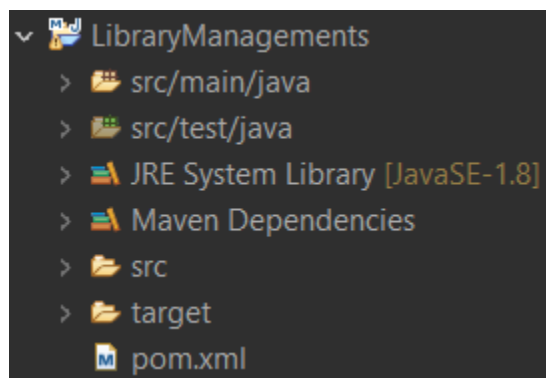 LibraryManagements
src/main/java
src/test/java
JRE System Library [JavaSE-1.8]
Maven Dependencies
src
target
pom.xml